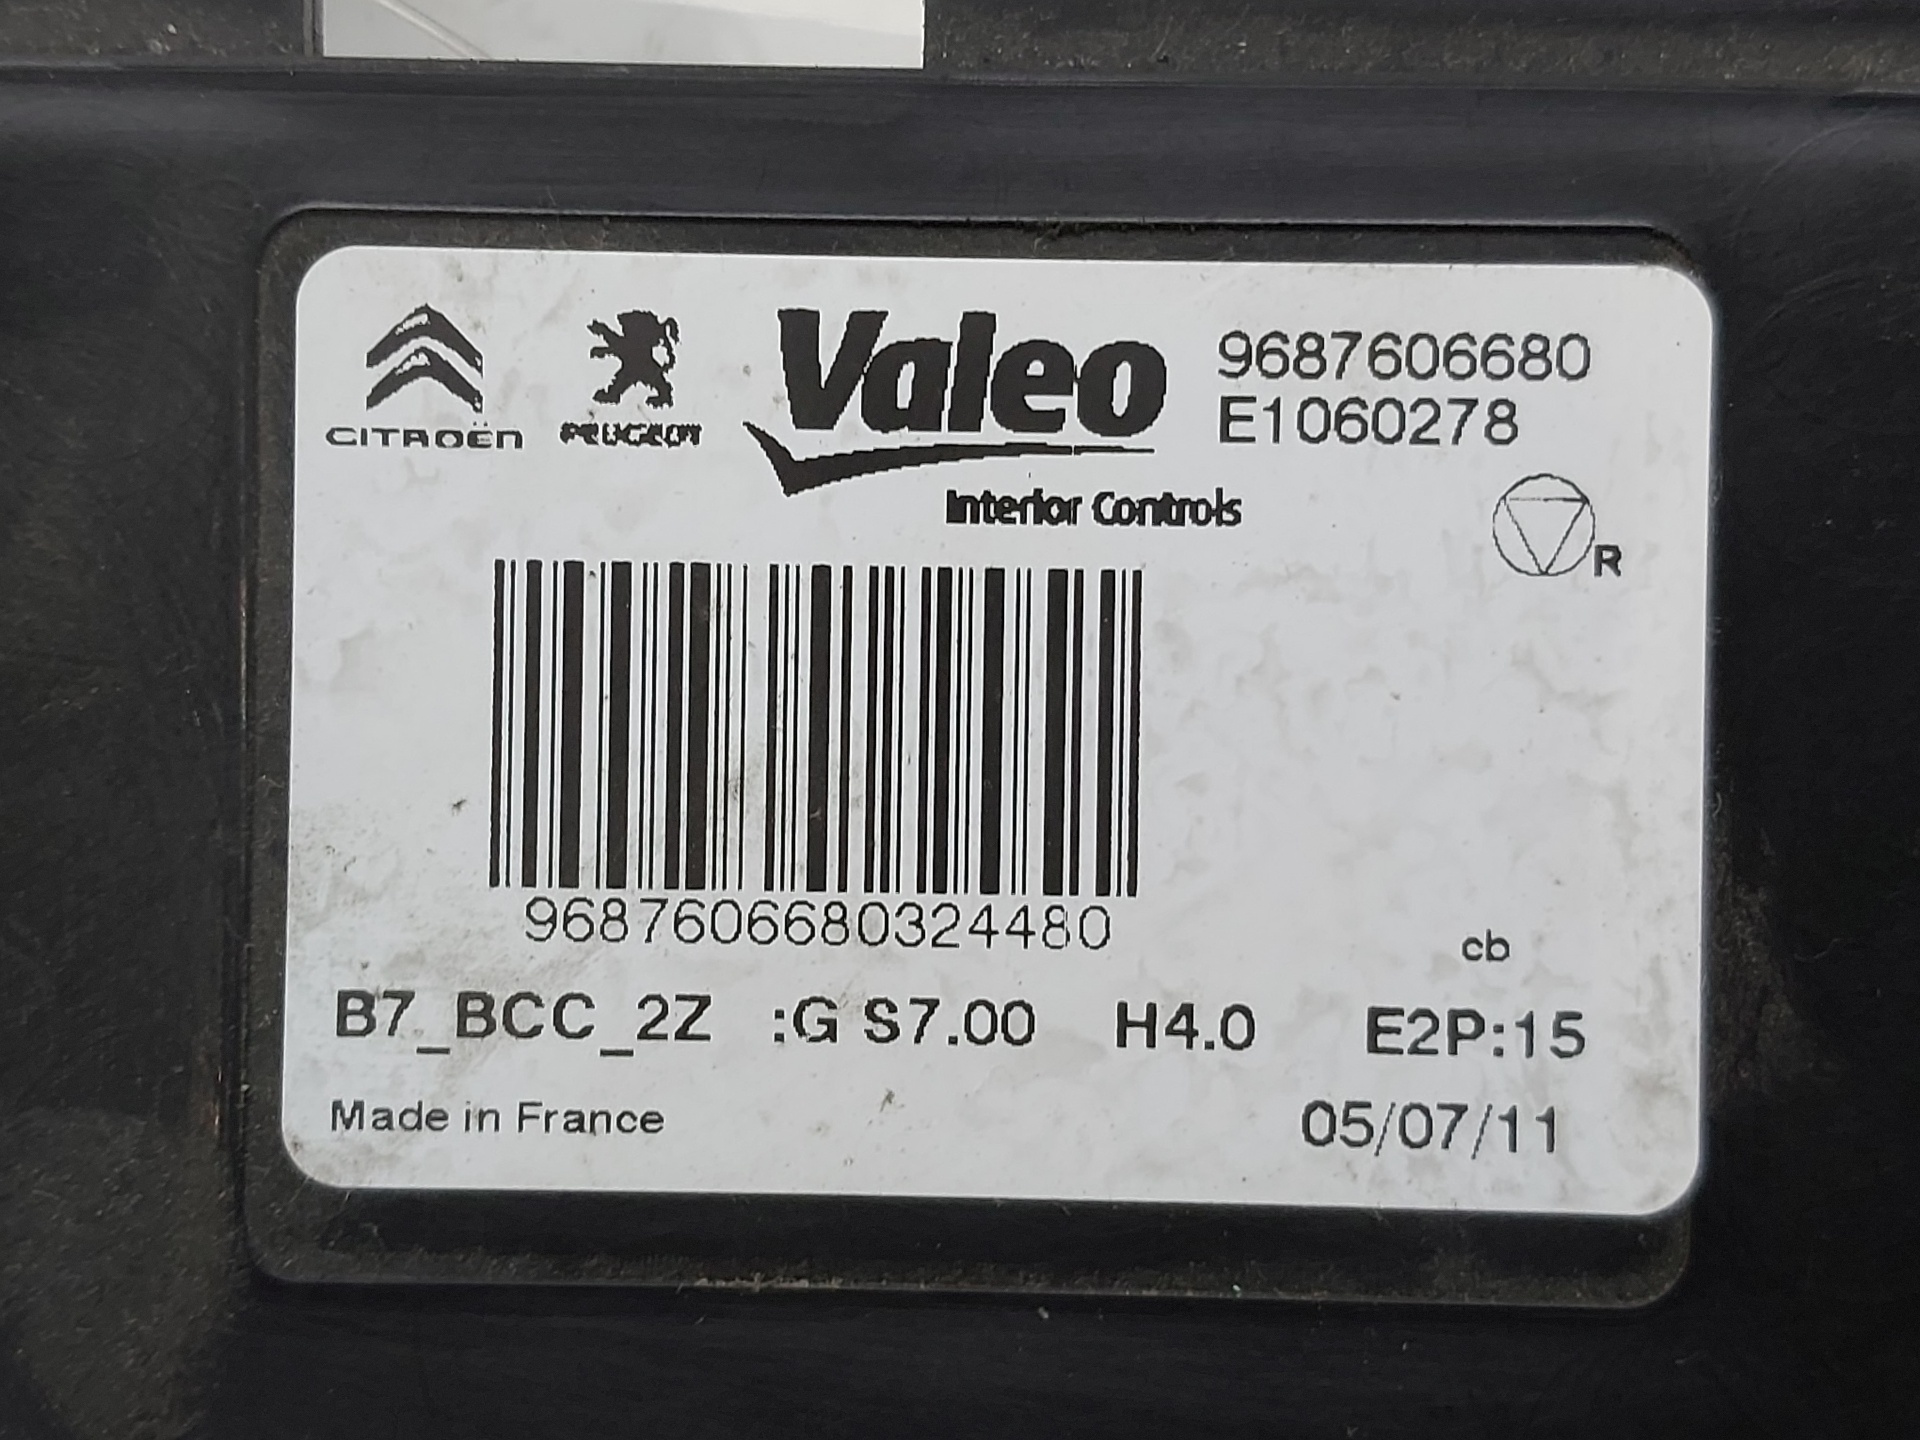 CITROËN
PEUGEOT
Valeo
Interior Controls
9687606680
E1060278
R
9687606680324480
cb
B7_BCC_2Z :G S7.00 H4.0 E2P:15
Made in France 05/07/11